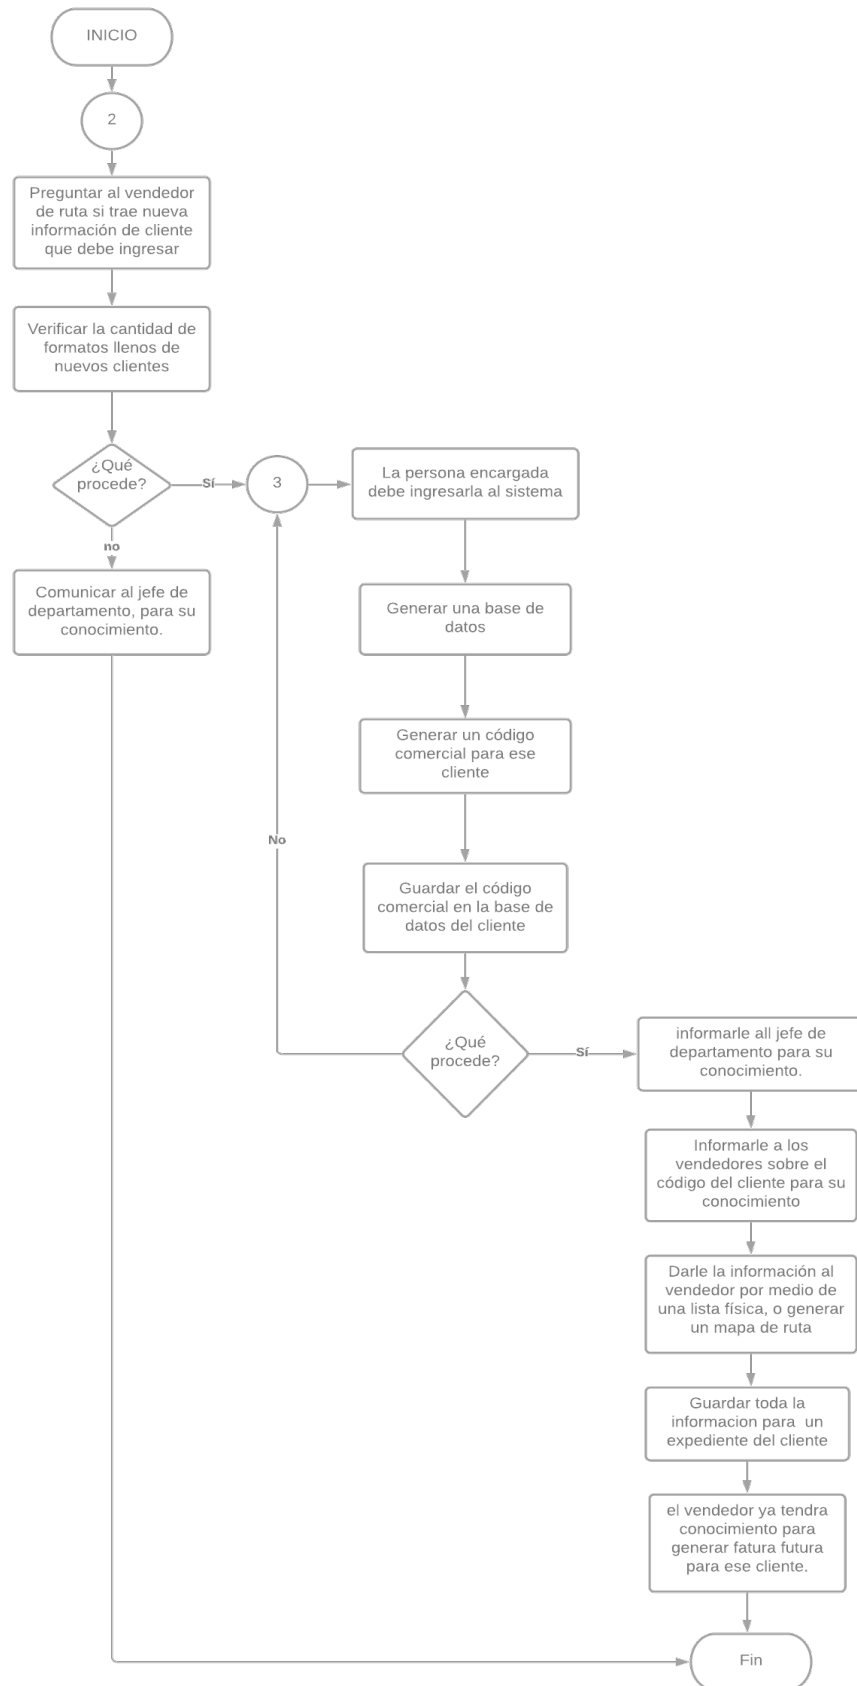 INICIO
2
Preguntar al vendedor
de ruta si trae nueva
información de cliente
que debe ingresar
Verificar la cantidad de
formatos llenos de
nuevos clientes
¿Qué
procede?
Sí
3
La persona encargada
debe ingresarla al sistema
no
Comunicar al jefe de
departamento, para su
conocimiento.
Generar una base de
datos
Generar un código
comercial para ese
cliente
No
Guardar el código
comercial en la base de
datos del cliente
¿Qué
procede?
Sí
informarle all jefe de
departamento para su
conocimiento.
Informarle a los
vendedores sobre el
código del cliente para su
conocimiento
Darle la información al
vendedor por medio de
una lista física, o generar
un mapa de ruta
Guardar toda la
informacion para  un
expediente del cliente
el vendedor ya tendra
conocimiento para
generar fatura futura
para ese cliente.
Fin